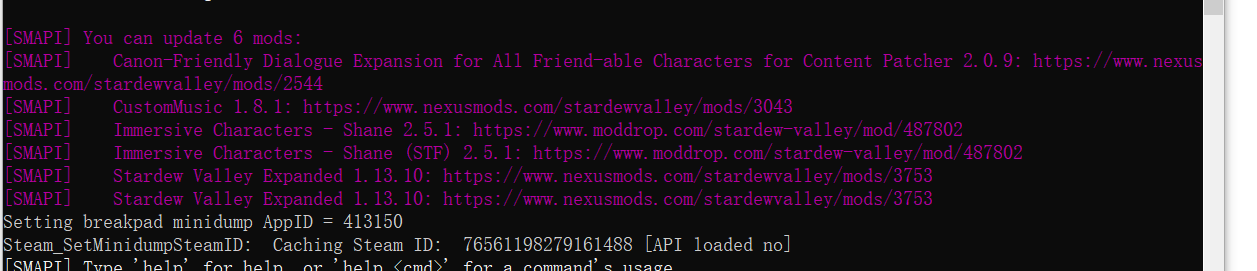 [SMAPI] You can update 6 mods:
[SMAPI]    Canon-Friendly Dialogue Expansion for All Friend-able Characters for Content Patcher 2.0.9: https://www.nexus
mods.com/stardewvalley/mods/2544
[SMAPI]    CustomMusic 1.8.1: https://www.nexusmods.com/stardewvalley/mods/3043
[SMAPI]    Immersive Characters - Shane 2.5.1: https://www.moddrop.com/stardew-valley/mod/487802
[SMAPI]    Immersive Characters - Shane (STF) 2.5.1: https://www.moddrop.com/stardew-valley/mod/487802
[SMAPI]    Stardew Valley Expanded 1.13.10: https://www.nexusmods.com/stardewvalley/mods/3753
[SMAPI]    Stardew Valley Expanded 1.13.10: https://www.nexusmods.com/stardewvalley/mods/3753
Setting breakpad minidump AppID = 413150
Steam_SetMinidumpSteamID:  Caching Steam ID:  76561198279161488 [API loaded no]
[SMAPI] Type 'help' for help, or 'help <cmd>' for a command's usage